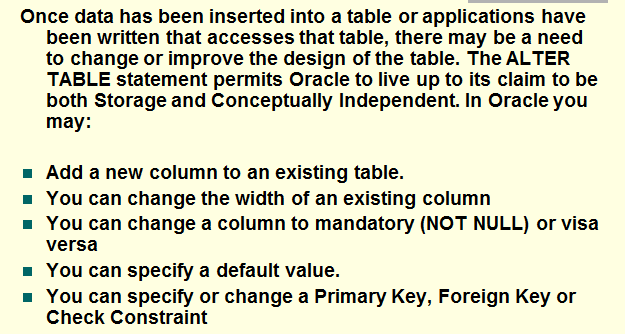 Once data has been inserted into a table or applications have
been written that accesses that table, there may be a need
to change or improve the design of the table. The ALTER
TABLE statement permits Oracle to live up to its claim to be
both Storage and Conceptually Independent. In Oracle you
may:
Add a new column to an existing table.
You can change the width of an existing column
You can change a column to mandatory (NOT NULL) or visa
versa
You can specify a default value.
You can specify or change a Primary Key, Foreign Key or
Check Constraint